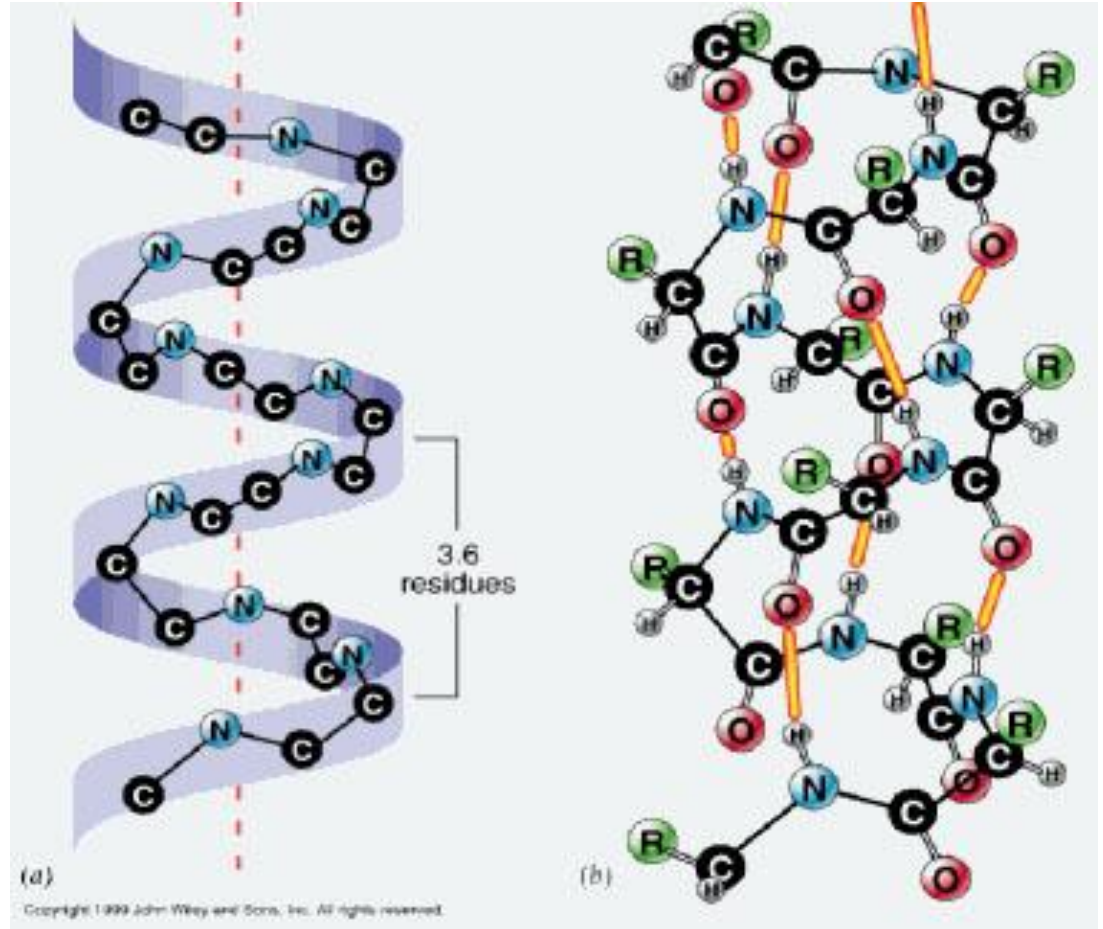 C C N
C
N C
N C C
C
N
C C N
C C
N C
N C C
C
N C
C
C N
C
N C
C
3.6
residues
(a)
C R
H C N R
O H C H
O
H R N C
N C C H O
R H
C O
H N R H
C H C N R
O C H C H
H R O N C
N C C H
O
R C O H
H N R H
C C H N
O H C R
N O C H
R C
C H O
(b)
Copyright 1999 John Wiley and Sons, Inc. All rights reserved.